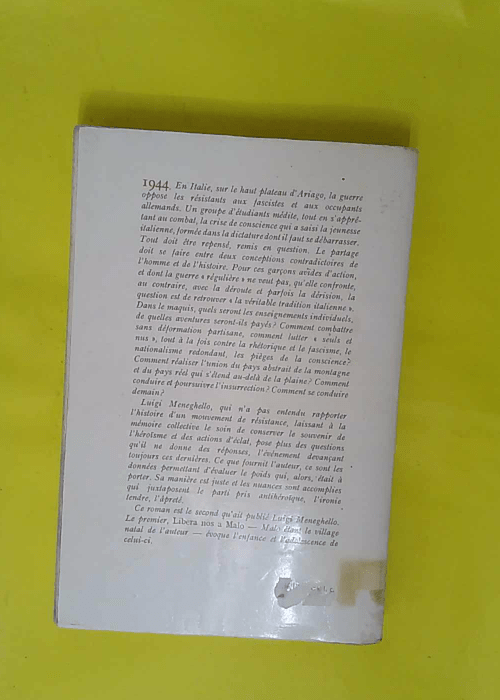 1944. En Italie, sur le haut plateau d'Ariago, la guerre
oppose les résistants aux fascistes et aux occupants
allemands. Un groupe d'étudiants médite, tout en s'apprê-
tant au combat, la crise de conscience qui a saisi la jeunesse
italienne, formée dans la dictature dont il faut se débarrasser.
Tout doit être repensé, remis en question. Le partage
doit se faire entre deux conceptions contradictoires de
l'homme et de l'histoire. Pour ces garçons avides d'action,
et dont la guerre « régulière » ne veut pas, qu'elle confronte,
au contraire, avec la déroute et parfois la dérision, la
question est de retrouver « la véritable tradition italienne ».
Dans le maquis, quels seront les enseignements individuels,
de quelles aventures seront-ils payés? Comment combattre
sans déformation partisane, comment lutter « seuls et
nus », tout à la fois contre la rhétorique et le fascisme, le
nationalisme redondant, les pièges de la conscience?
Comment réaliser l'union du pays abstrait de la montagne
et du pays réel qui s'étend au-delà de la plaine? Comment
conduire et poursuivre l'insurrection? Comment se conduire
demain?
Luigi Meneghello, qui n'a pas entendu rapporter
l'histoire d'un mouvement de résistance, laissant à la
mémoire collective le soin de conserver le souvenir de
l'héroïsme et des actions d'éclat, pose plus des questions
qu'il ne donne des réponses, l'événement devançant
toujours ces dernières. Ce que fournit l'auteur, ce sont les
données permettant d'évaluer le poids qui, alors, était à
porter. Sa manière est juste et les nuances sont accomplies
qui juxtaposent le parti pris antihéroïque, l'ironie
tendre, l'âpreté.
Ce roman est le second qu'ait publié Luigi Meneghello.
Le premier, Libera nos a Malo — Malo étant le village
natal de l'auteur — évoque l'enfance et l'adolescence de
celui-ci.